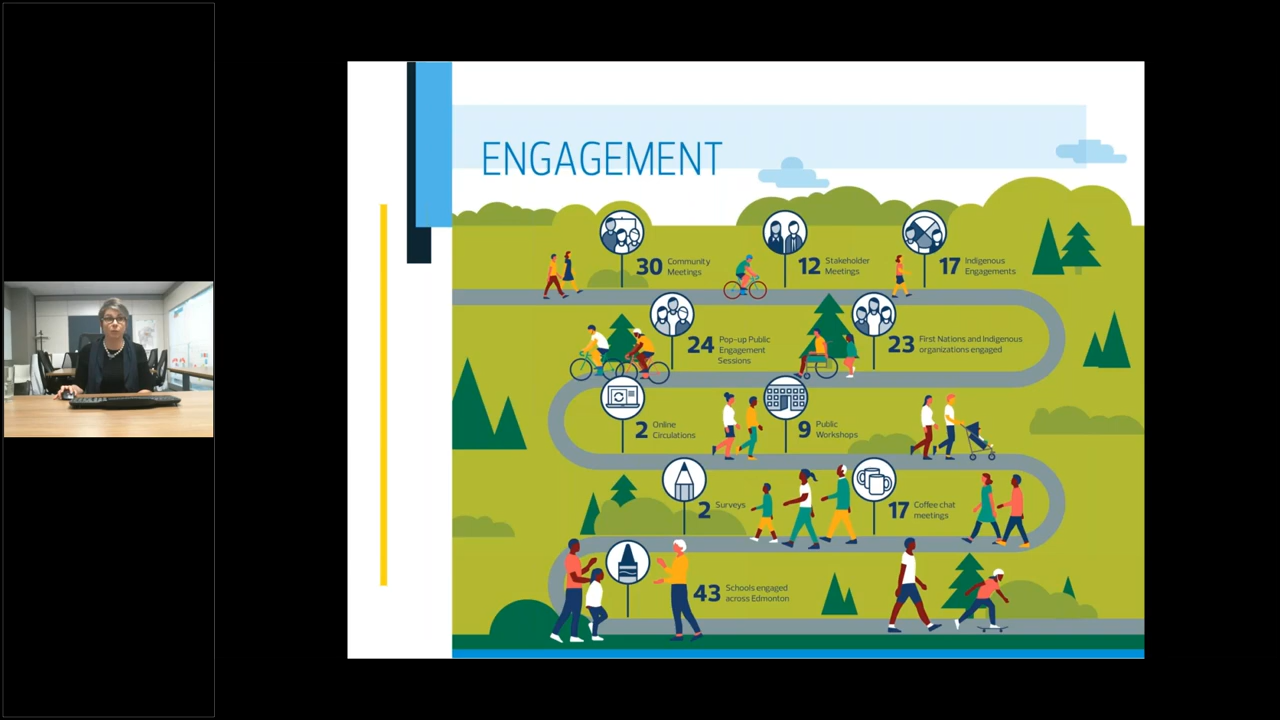 ENGAGEMENT
30 Community
Meetings
12 Stakeholder
Meetings
17 Indigenous
Engagements
24 Pop-up Public
Engagement
Sessions
23 First Nations and Indigenous
organizations engaged
2 Online
Circulations
9 Public
Workshops
2 Surveys
17 Coffee chat
meetings
43 Schools engaged
across Edmonton